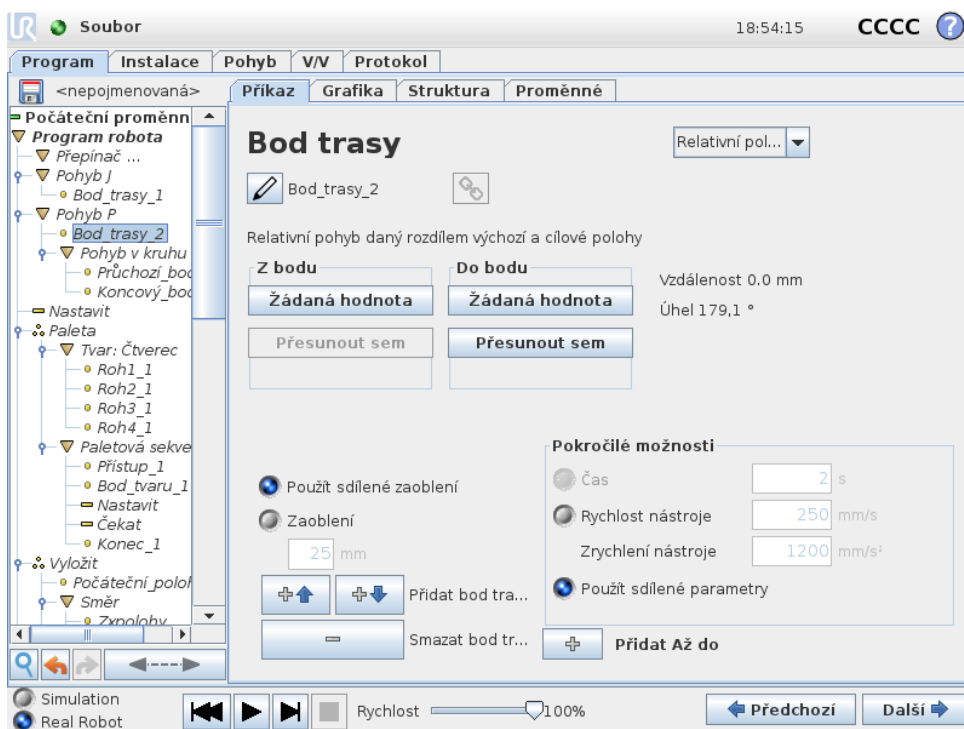 UR Soubor 18:54:15 CCCC ?
Program Instalace Pohyb V/V Protokol
<nepojmenovaná> Příkaz Grafika Struktura Proměnné
Počáteční proměnn
Program robota
Přepínač ...
Pohyb J
Bod_trasy_1
Pohyb P
Bod_trasy_2
Pohyb v kruhu
Průchozí_bod
Koncový_bod
Nastavit
Paleta
Tvar: Čtverec
Roh1_1
Roh2_1
Roh3_1
Roh4_1
Paletová sekve
Přístup_1
Bod_tvaru_1
Nastavit
Čekat
Konec_1
Vyložit
Počáteční_poloh
Směr
Zxpolohy
Bod trasy
Relativní pol...
Bod_trasy_2
Relativní pohyb daný rozdílem výchozí a cílové polohy
Z bodu
Žádaná hodnota
Přesunout sem
Do bodu
Žádaná hodnota
Přesunout sem
Vzdálenost 0.0 mm
Úhel 179,1 °
Použít sdílené zaoblení
Zaoblení
25 mm
Přidat bod tra...
Smazat bod tr...
Pokročilé možnosti
Čas 2 s
Rychlost nástroje 250 mm/s
Zrychlení nástroje 1200 mm/s²
Použít sdílené parametry
Přidat Až do
Simulation
Real Robot
Rychlost 100%
Předchozí Další